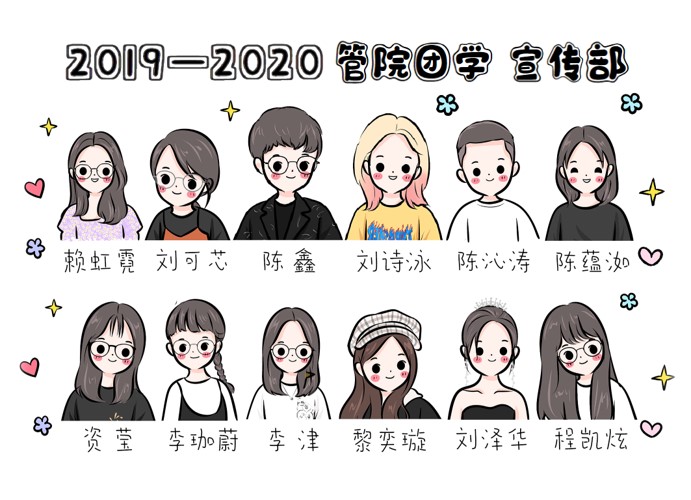 2019—2020 管院团学 宣传部
赖虹霓 刘可芯 陈鑫 刘诗泳 陈沁涛 陈蕴洳
资莹 李珈蔚 李津 黎奕璇 刘泽华 程凯炫